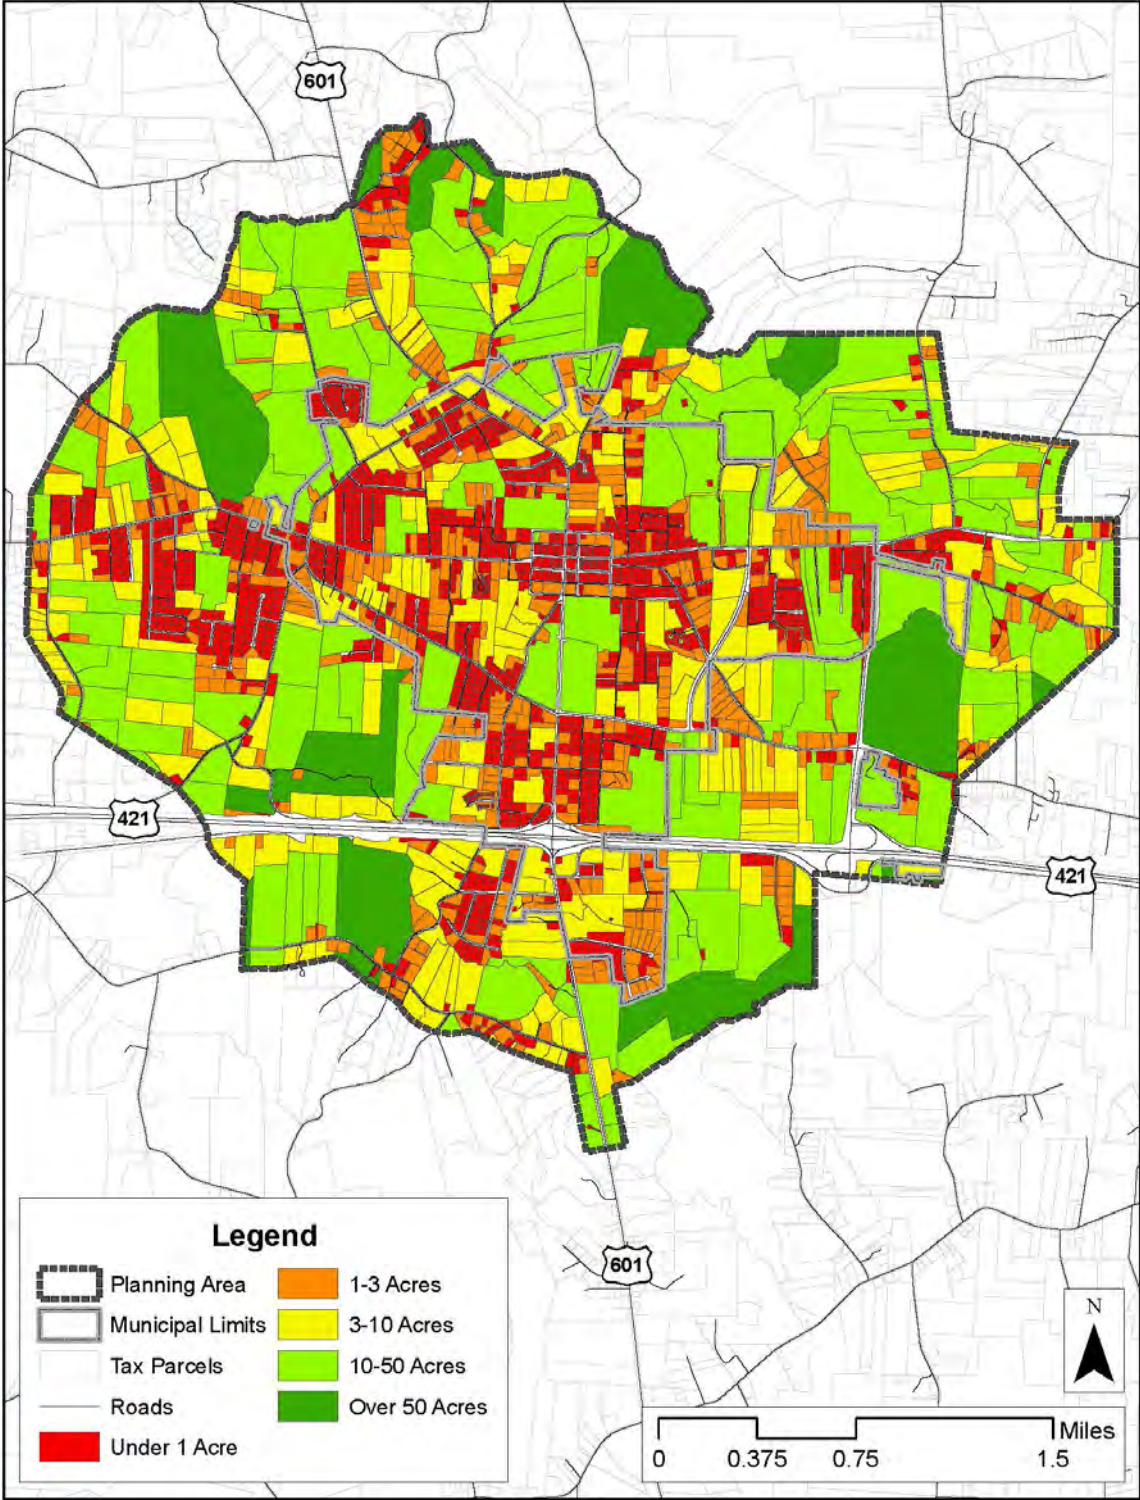 601
421
421
601
Legend
Planning Area
Municipal Limits
Tax Parcels
Roads
Under 1 Acre
1-3 Acres
3-10 Acres
10-50 Acres
Over 50 Acres
N
Miles
0 0.375 0.75 1.5